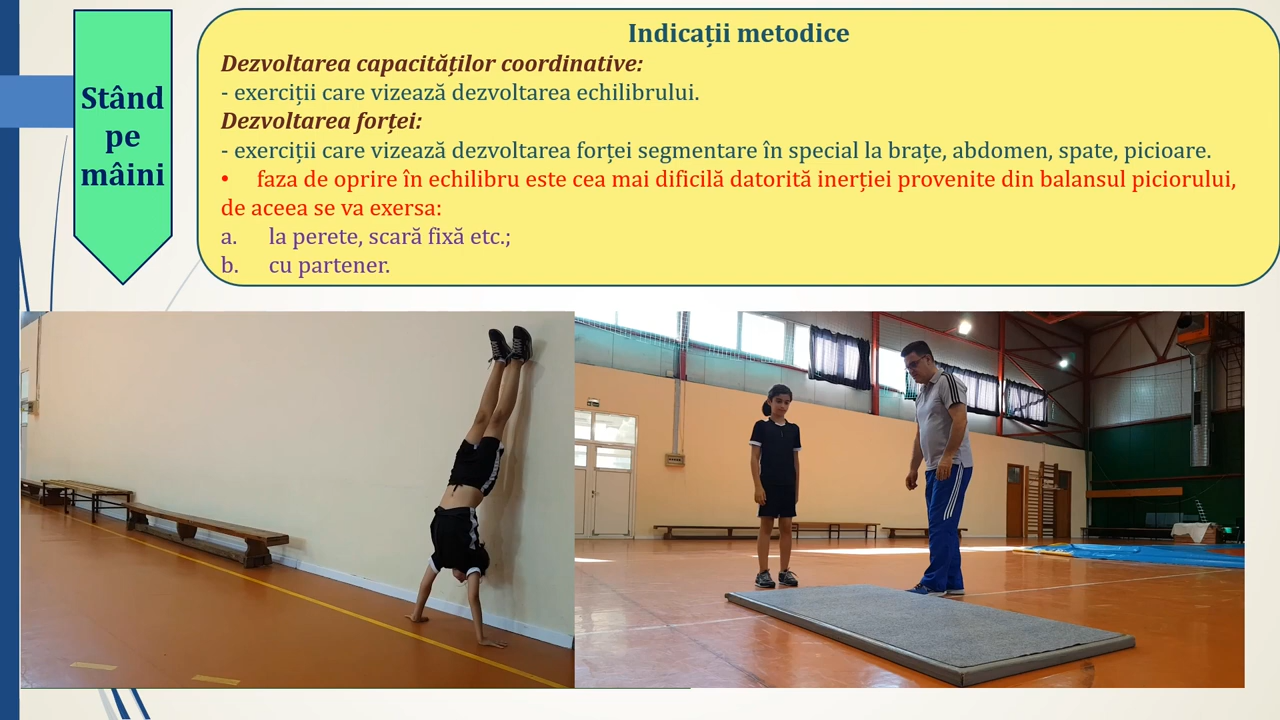 Stând
pe
mâini
Indicații metodice
Dezvoltarea capacităților coordinative:
- exerciții care vizează dezvoltarea echilibrului.
Dezvoltarea forței:
- exerciții care vizează dezvoltarea forței segmentare în special la brațe, abdomen, spate, picioare.
• faza de oprire în echilibru este cea mai dificilă datorită inerției provenite din balansul piciorului,
de aceea se va exersa:
a. la perete, scară fixă etc.;
b. cu partener.